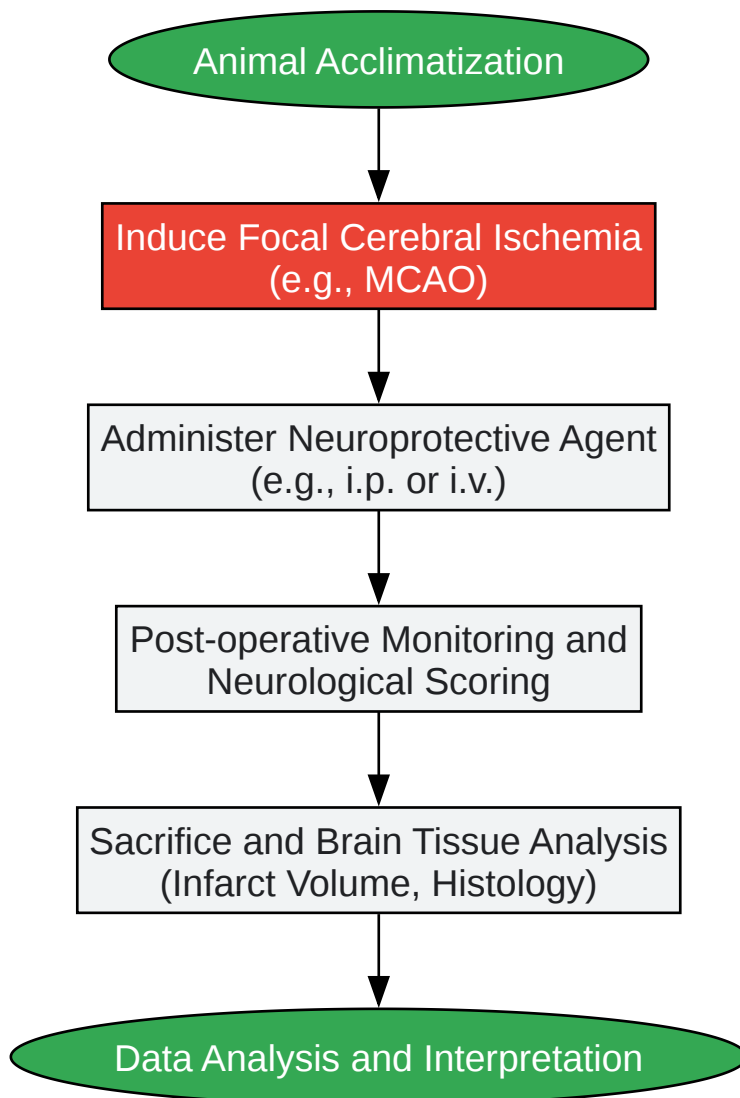 Animal Acclimatization
Induce Focal Cerebral Ischemia
(e.g., MCAO)
Administer Neuroprotective Agent
(e.g., i.p. or i.v.)
Post-operative Monitoring and
Neurological Scoring
Sacrifice and Brain Tissue Analysis
(Infarct Volume, Histology)
Data Analysis and Interpretation